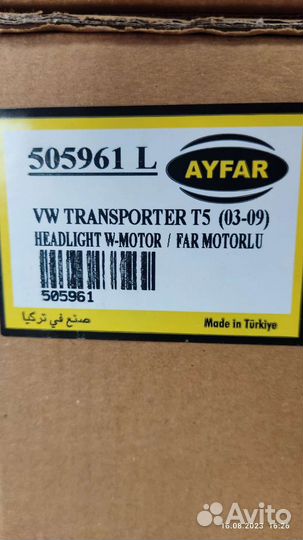 505961 L
AYFAR
VW TRANSPORTER T5 (03-09)
HEADLIGHT W-MOTOR / FAR MOTORLU
505961
صنع في تركيا
Made in Türkiye
16.08.2023 16:26
Avito